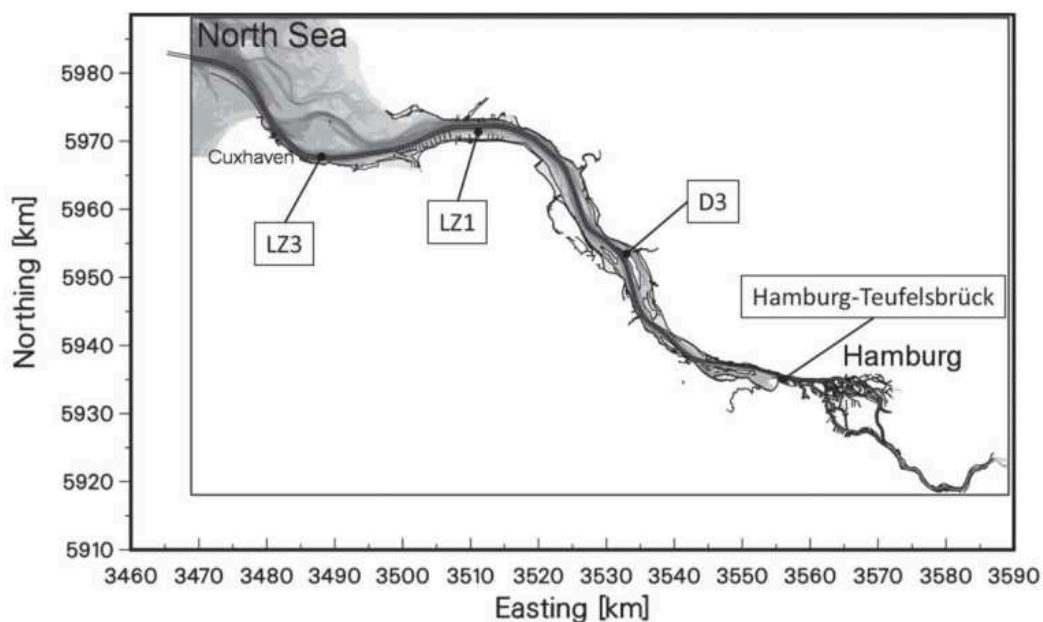 North Sea
Cuxhaven
LZ3
LZ1
D3
Hamburg-Teufelsbrück
Hamburg
Northing [km]
5980
5970
5960
5950
5940
5930
5920
5910
3460 3470 3480 3490 3500 3510 3520 3530 3540 3550 3560 3570 3580 3590
Easting [km]